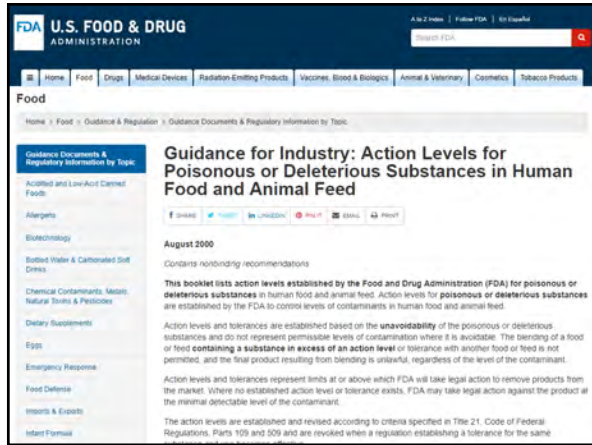 FDA U.S. FOOD & DRUG
ADMINISTRATION
A to Z Index | Follow FDA | En Español
Search FDA
Home Food Drugs Medical Devices Radiation-Emitting Products Vaccines, Blood & Biologics Animal & Veterinary Cosmetics Tobacco Products
Food
Home > Food > Guidance & Regulation > Guidance Documents & Regulatory Information by Topic
Guidance Documents &
Regulatory Information by Topic
Acidified and Low-Acid Canned
Foods
Allergens
Biotechnology
Bottled Water & Carbonated Soft
Drinks
Chemical Contaminants, Metals,
Natural Toxins & Pesticides
Dietary Supplements
Eggs
Emergency Response
Food Defense
Imports & Exports
Infant Formula
Guidance for Industry: Action Levels for
Poisonous or Deleterious Substances in Human
Food and Animal Feed
SHARE TWEET LINKEDIN PIN IT EMAIL PRINT
August 2000
Contains nonbinding recommendations
This booklet lists action levels established by the Food and Drug Administration (FDA) for poisonous or
deleterious substances in human food and animal feed. Action levels for poisonous or deleterious substances
are established by the FDA to control levels of contaminants in human food and animal feed.
Action levels and tolerances are established based on the unavoidability of the poisonous or deleterious
substances and do not represent permissible levels of contamination where it is avoidable. The blending of a food
or feed containing a substance in excess of an action level or tolerance with another food or feed is not
permitted, and the final product resulting from blending is unlawful, regardless of the level of the contaminant.
Action levels and tolerances represent limits at or above which FDA will take legal action to remove products from
the market. Where no established action level or tolerance exists, FDA may take legal action against the product at
the minimal detectable level of the contaminant.
The action levels are established and revised according to criteria specified in Title 21, Code of Federal
Regulations, Parts 109 and 509 and are revoked when a regulation establishing a tolerance for the same